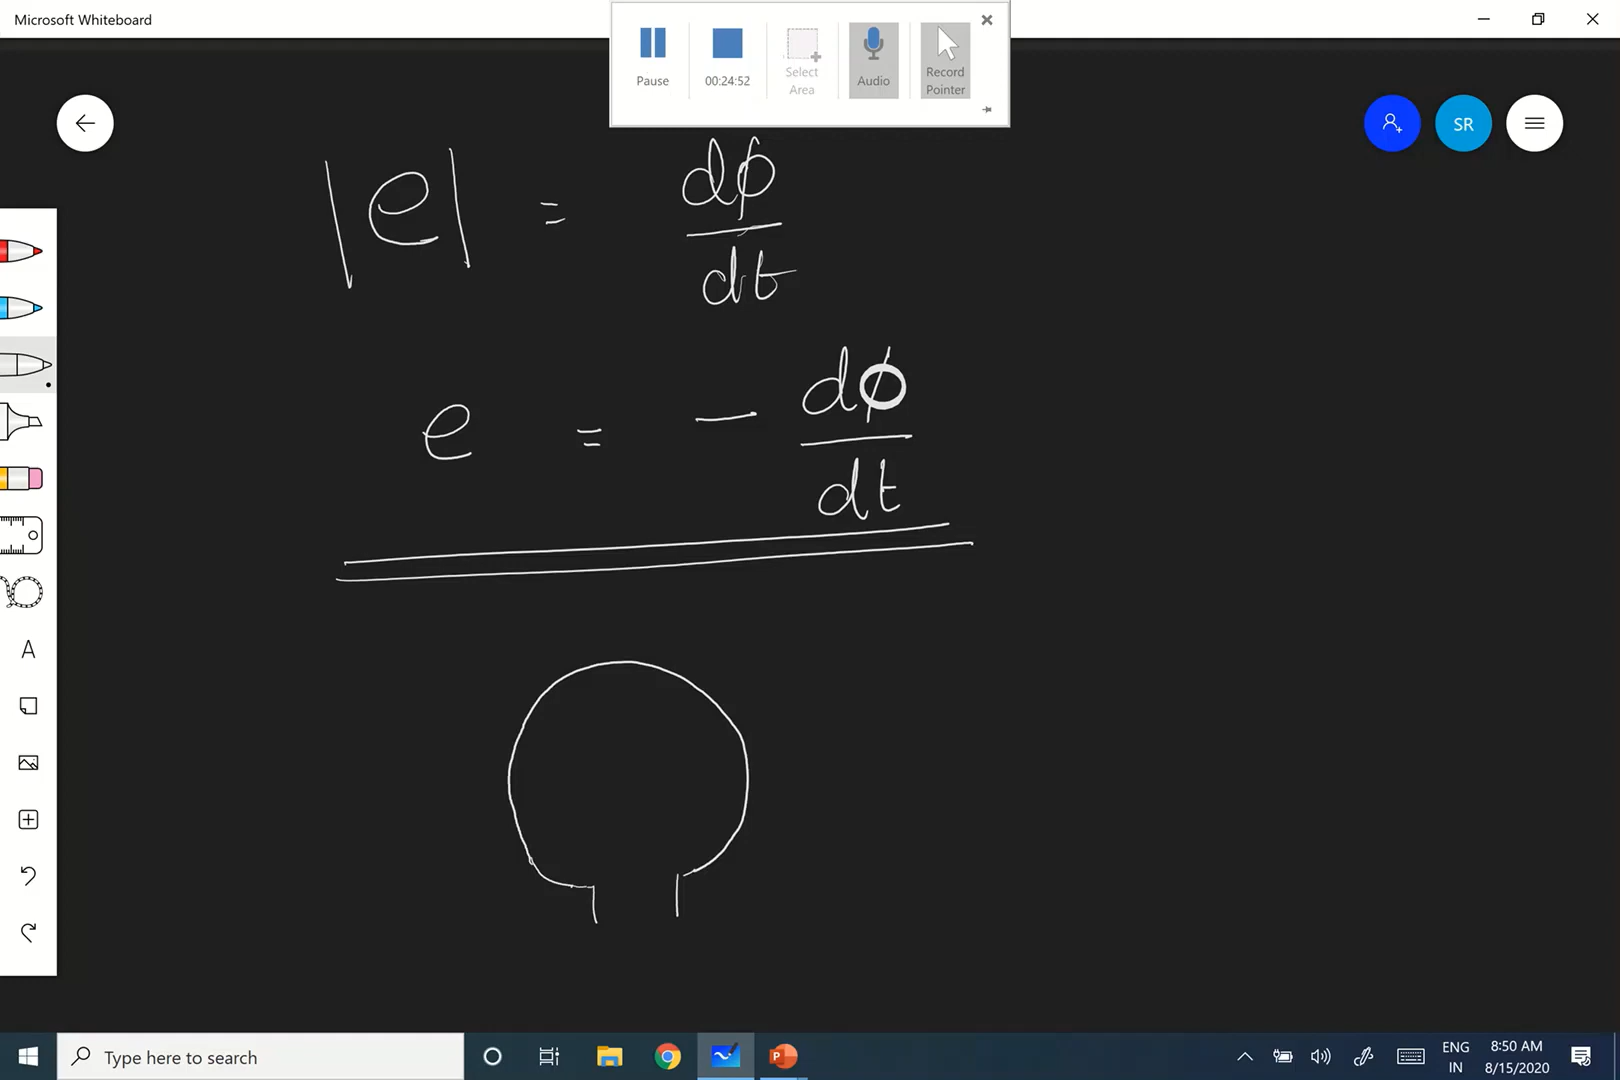 Microsoft Whiteboard
Pause
00:24:52
Select Area
Audio
Record Pointer
SR
|e| = dϕ/dt
e = - dϕ/dt
A
Type here to search
P
ENG IN
8:50 AM
8/15/2020